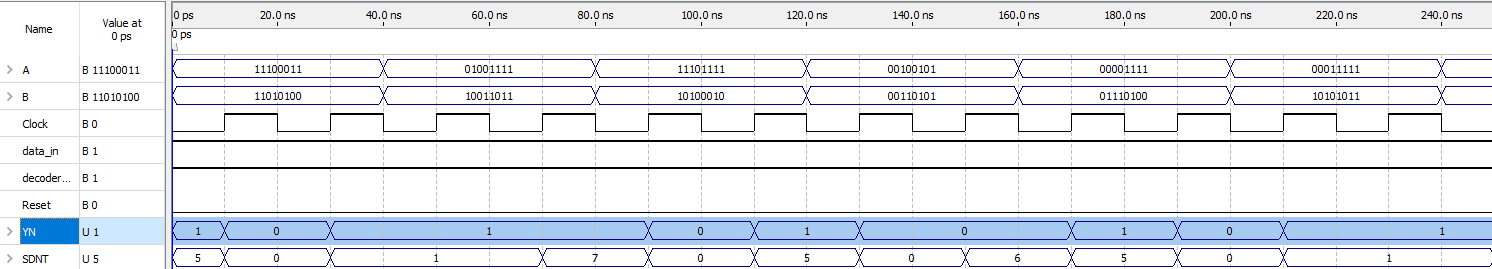 Name Value at 0 ps 0 ps 20.0 ns 40.0 ns 60.0 ns 80.0 ns 100.0 ns 120.0 ns 140.0 ns 160.0 ns 180.0 ns 200.0 ns 220.0 ns 240.0 ns
0 ps
A B 11100011 11100011 01001111 11101111 00100101 00001111 00011111
B B 11010100 11010100 10011011 10100010 00110101 01110100 10101011
Clock B 0
data_in B 1
decoder... B 1
Reset B 0
YN U 1 1 0 1 0 1 0 1 0 1
SDNT U 5 5 0 1 7 0 5 0 6 5 0 1